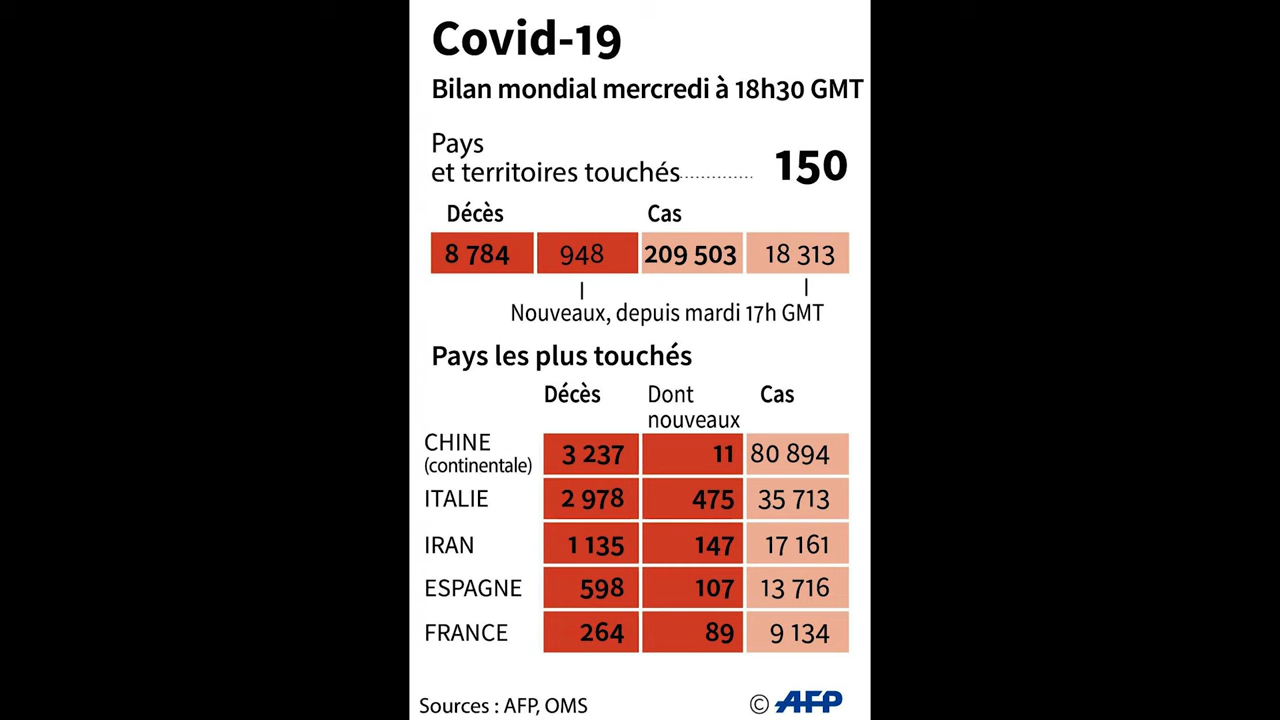 Covid-19
Bilan mondial mercredi à 18h30 GMT
Pays
et territoires touchés............. 150
Décès Cas
8 784 948 209 503 18 313
Nouveaux, depuis mardi 17h GMT
Pays les plus touchés
Décès Dont nouveaux Cas
CHINE (continentale) 3 237 11 80 894
ITALIE 2 978 475 35 713
IRAN 1 135 147 17 161
ESPAGNE 598 107 13 716
FRANCE 264 89 9 134
Sources : AFP, OMS © AFP